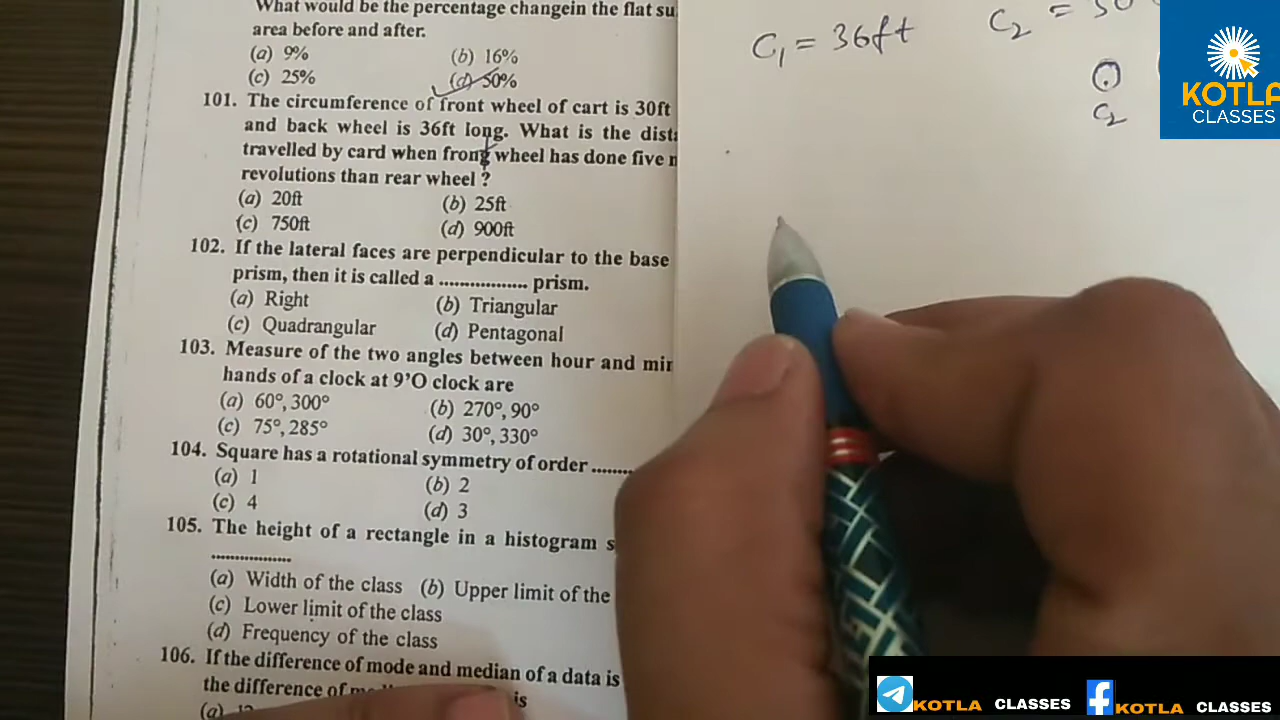 What would be the percentage changein the flat su
area before and after.
(a) 9% (b) 16%
(c) 25% (d) 50%
101. The circumference of front wheel of cart is 30ft
and back wheel is 36ft long. What is the dista
travelled by card when frong wheel has done five m
revolutions than rear wheel ?
(a) 20ft (b) 25ft
(c) 750ft (d) 900ft
102. If the lateral faces are perpendicular to the base
prism, then it is called a ................. prism.
(a) Right (b) Triangular
(c) Quadrangular (d) Pentagonal
103. Measure of the two angles between hour and min
hands of a clock at 9'O clock are
(a) 60°, 300° (b) 270°, 90°
(c) 75°, 285° (d) 30°, 330°
104. Square has a rotational symmetry of order ........
(a) 1 (b) 2
(c) 4 (d) 3
105. The height of a rectangle in a histogram s
................
(a) Width of the class (b) Upper limit of the
(c) Lower limit of the class
(d) Frequency of the class
106. If the difference of mode and median of a data is
the difference of is
(a)
C₁ = 36ft C₂ = 30
C₂
KOTLA
CLASSES
KOTLA CLASSES KOTLA CLASSES